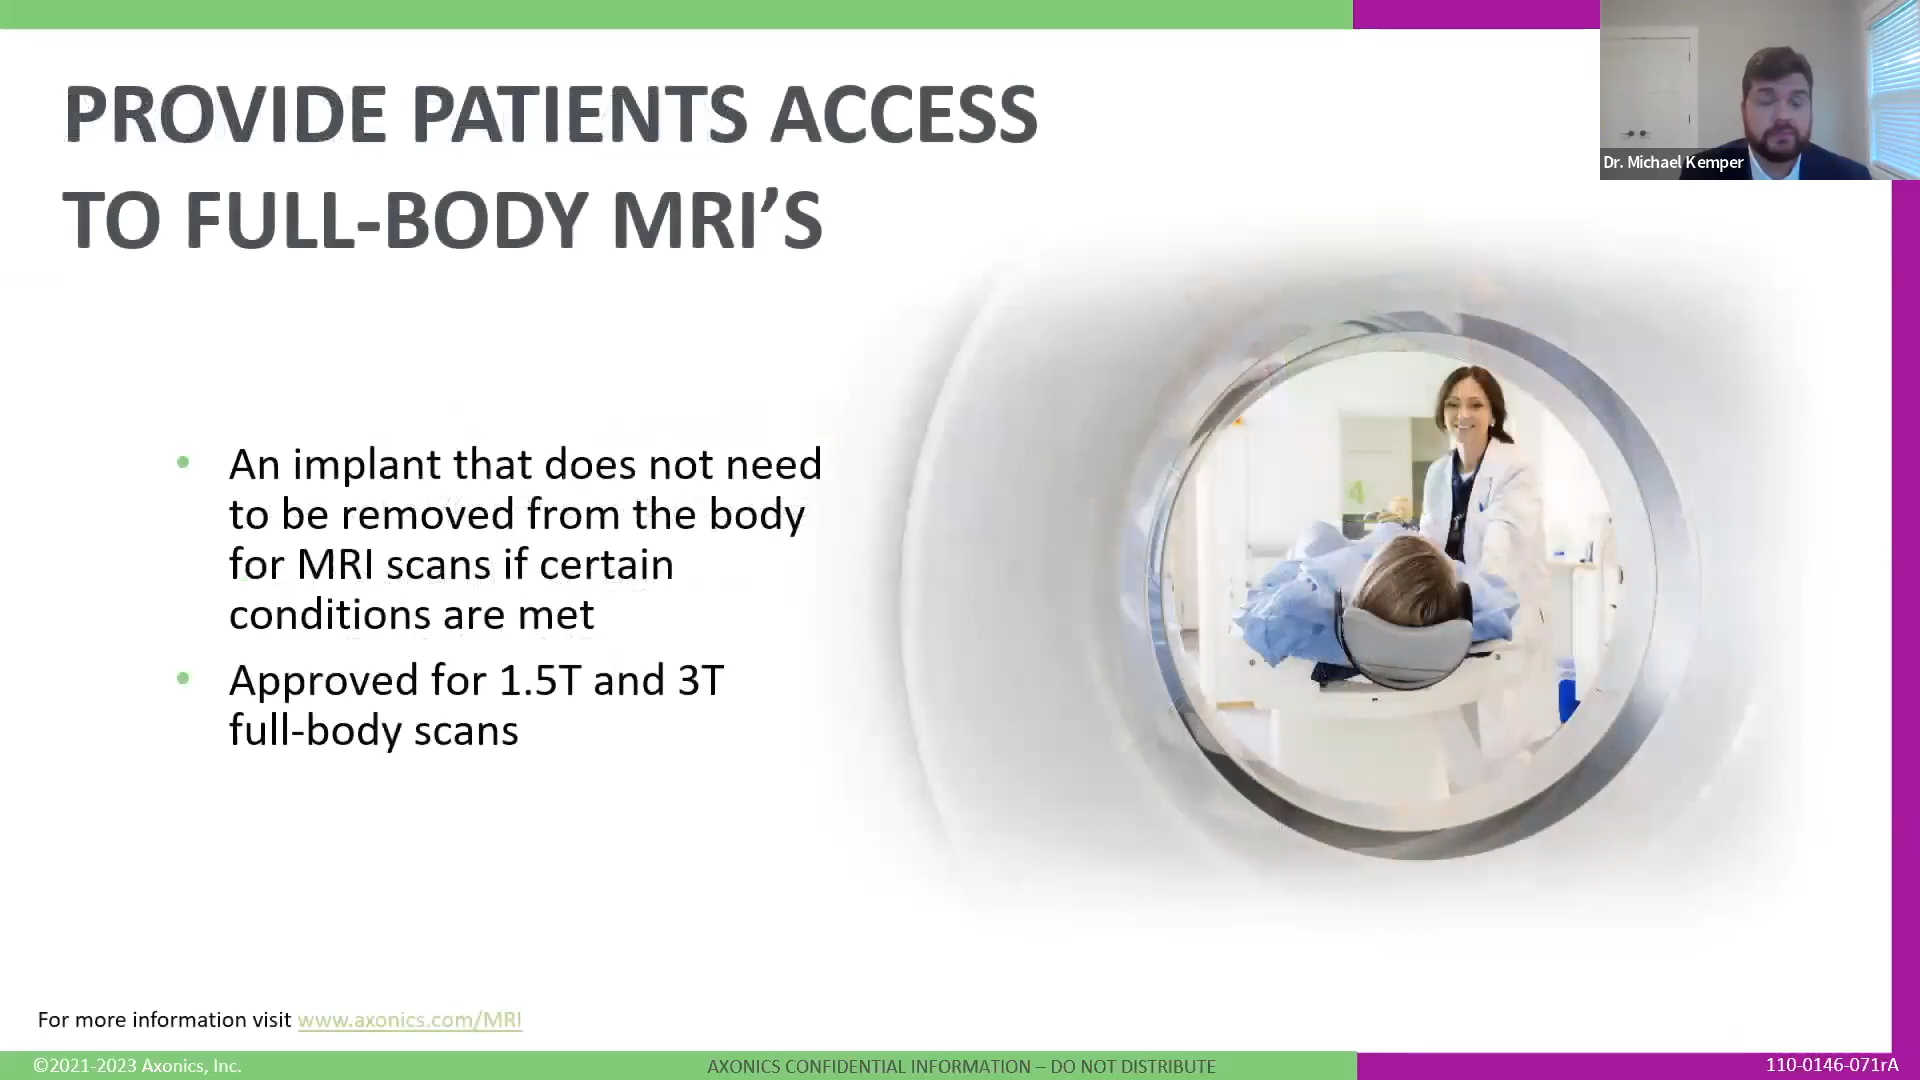 PROVIDE PATIENTS ACCESS
TO FULL-BODY MRI’S
Dr. Michael Kemper
• An implant that does not need
to be removed from the body
for MRI scans if certain
conditions are met
• Approved for 1.5T and 3T
full-body scans
For more information visit www.axonics.com/MRI
©2021-2023 Axonics, Inc.
AXONICS CONFIDENTIAL INFORMATION – DO NOT DISTRIBUTE
110-0146-071rA